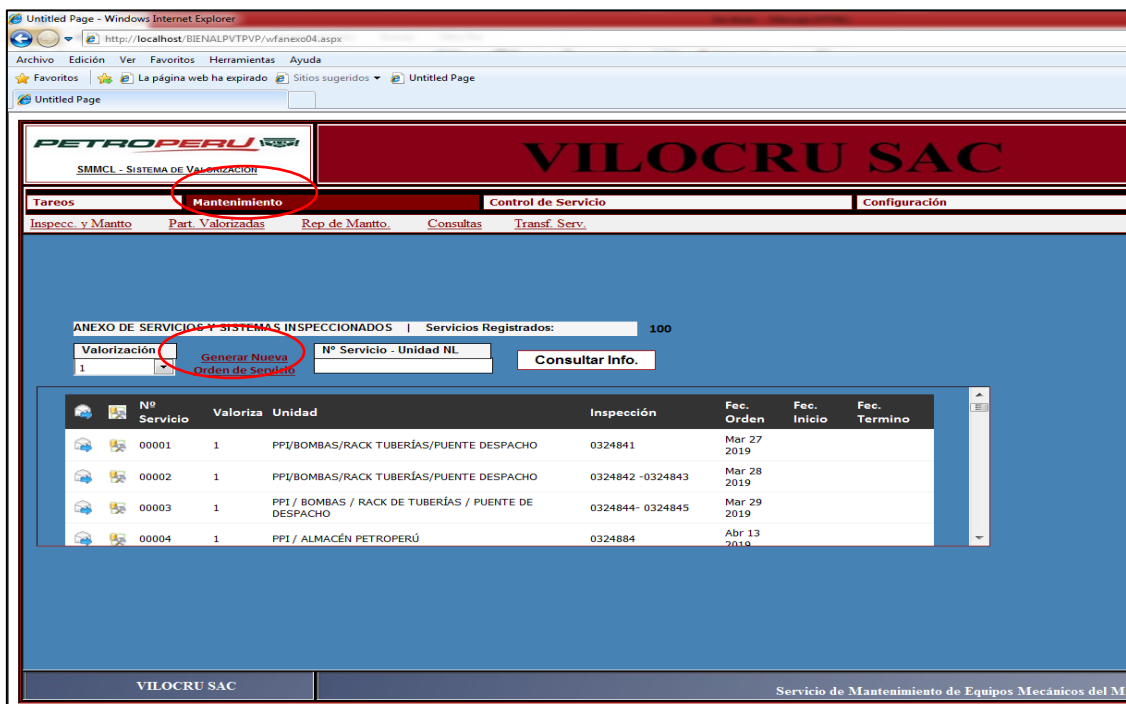 Untitled Page - Windows Internet Explorer
http://localhost/BIENALPVTPVP/wfanexo04.aspx
Archivo Edición Ver Favoritos Herramientas Ayuda
Favoritos La página web ha expirado Sitios sugeridos Untitled Page
Untitled Page
PETROPERU
SMMCL - SISTEMA DE VALORIZACIÓN
VILOCRU SAC
Tareos Mantenimiento Control de Servicio Configuración
Inspecc. y Mantto Part. Valorizadas Rep de Mantto. Consultas Transf. Serv.
ANEXO DE SERVICIOS Y SISTEMAS INSPECCIONADOS | Servicios Registrados: 100
Valorización
1
Generar Nueva
Orden de Servicio
Nº Servicio - Unidad NL
Consultar Info.
Nº Servicio Valoriza Unidad Inspección Fec. Orden Fec. Inicio Fec. Termino
00001 1 PPI/BOMBAS/RACK TUBERÍAS/PUENTE DESPACHO 0324841 Mar 27 2019
00002 1 PPI/BOMBAS/RACK TUBERÍAS/PUENTE DESPACHO 0324842 -0324843 Mar 28 2019
00003 1 PPI / BOMBAS / RACK DE TUBERÍAS / PUENTE DE DESPACHO 0324844- 0324845 Mar 29 2019
00004 1 PPI / ALMACÉN PETROPERÚ 0324884 Abr 13 2019
VILOCRU SAC
Servicio de Mantenimiento de Equipos Mecánicos del M